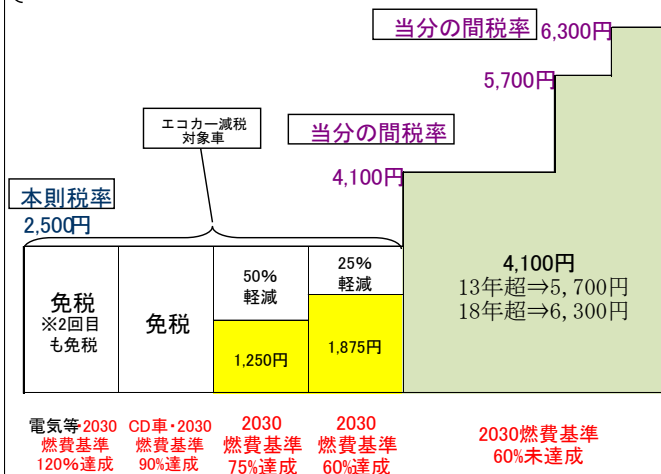 当分の間税率 6,300円
5,700円
エコカー減税
対象車
当分の間税率
4,100円
本則税率
2,500円
免税
※2回目
も免税
免税
50%
軽減
1,250円
25%
軽減
1,875円
4,100円
13年超⇒5,700円
18年超⇒6,300円
電気等・2030
燃費基準
120%達成
CD車・2030
燃費基準
90%達成
2030
燃費基準
75%達成
2030
燃費基準
60%達成
2030燃費基準
60%未達成